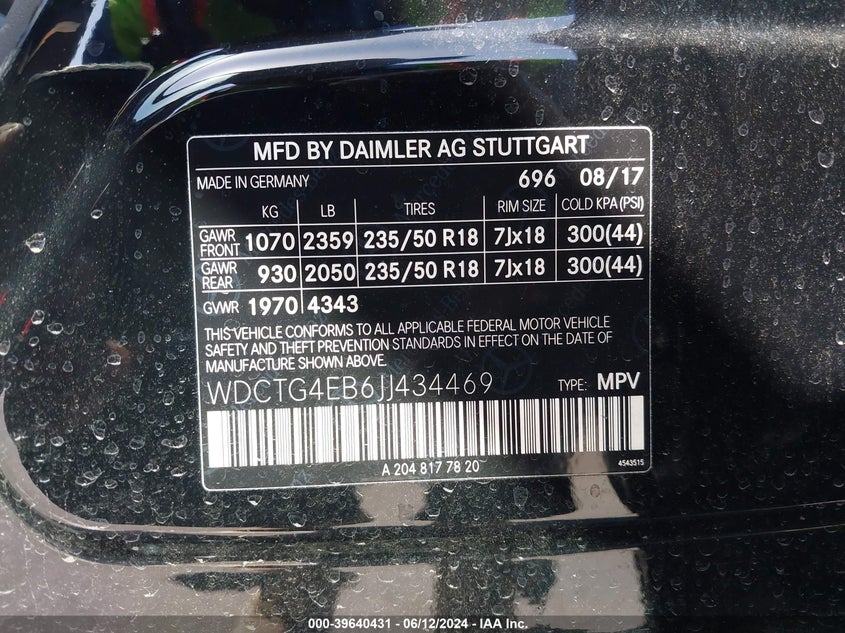 MFD BY DAIMLER AG STUTTGART
MADE IN GERMANY 696 08/17
KG LB TIRES RIM SIZE COLD KPA (PSI)
GAWR FRONT 1070 2359 235/50 R18 7Jx18 300(44)
GAWR REAR 930 2050 235/50 R18 7Jx18 300(44)
GVWR 1970 4343
THIS VEHICLE CONFORMS TO ALL APPLICABLE FEDERAL MOTOR VEHICLE
SAFETY AND THEFT PREVENTION STANDARDS IN EFFECT ON THE DATE OF
MANUFACTURE SHOWN ABOVE.
WDCTG4EB6JJ434469 TYPE: MPV
A 204 817 78 20
4543515
000-39640431 - 06/12/2024 - IAA Inc.